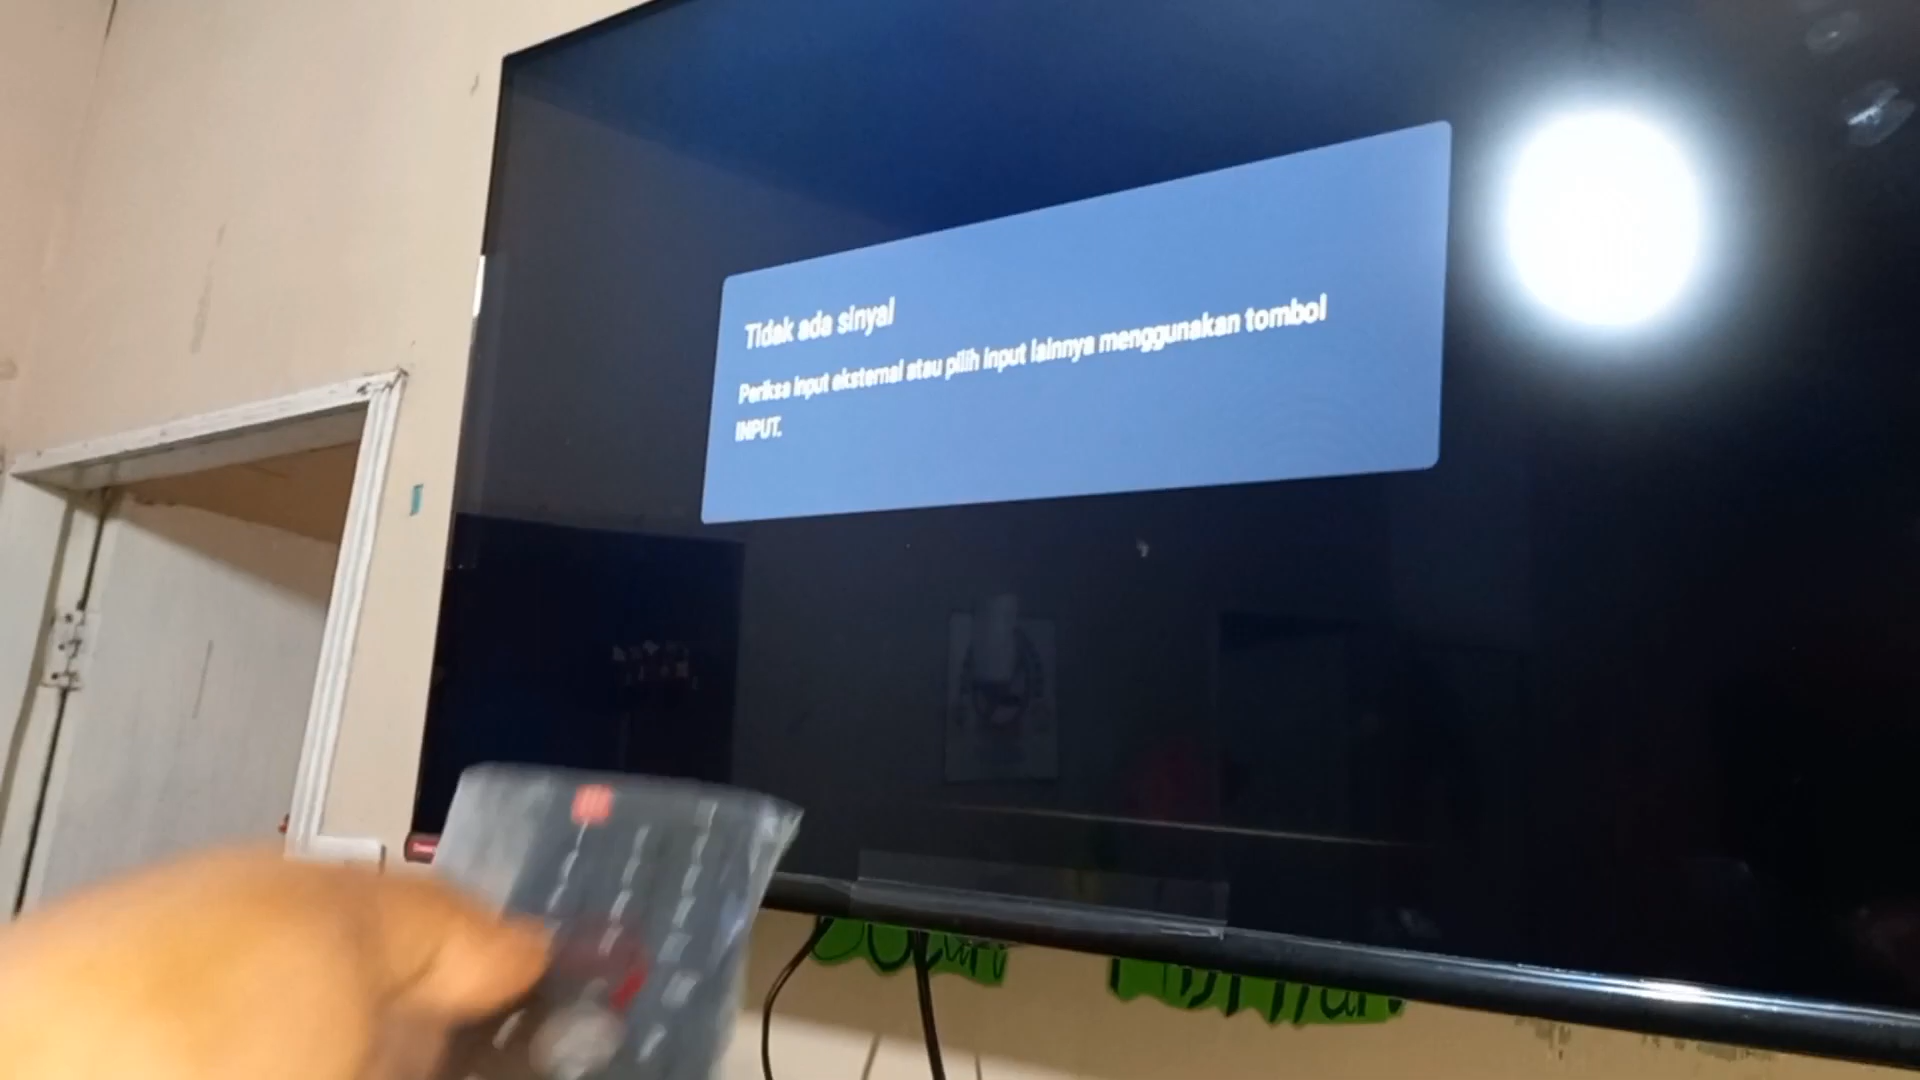 Tidak ada sinyal
Periksa input eksternal atau pilih input lainnya menggunakan tombol
INPUT.